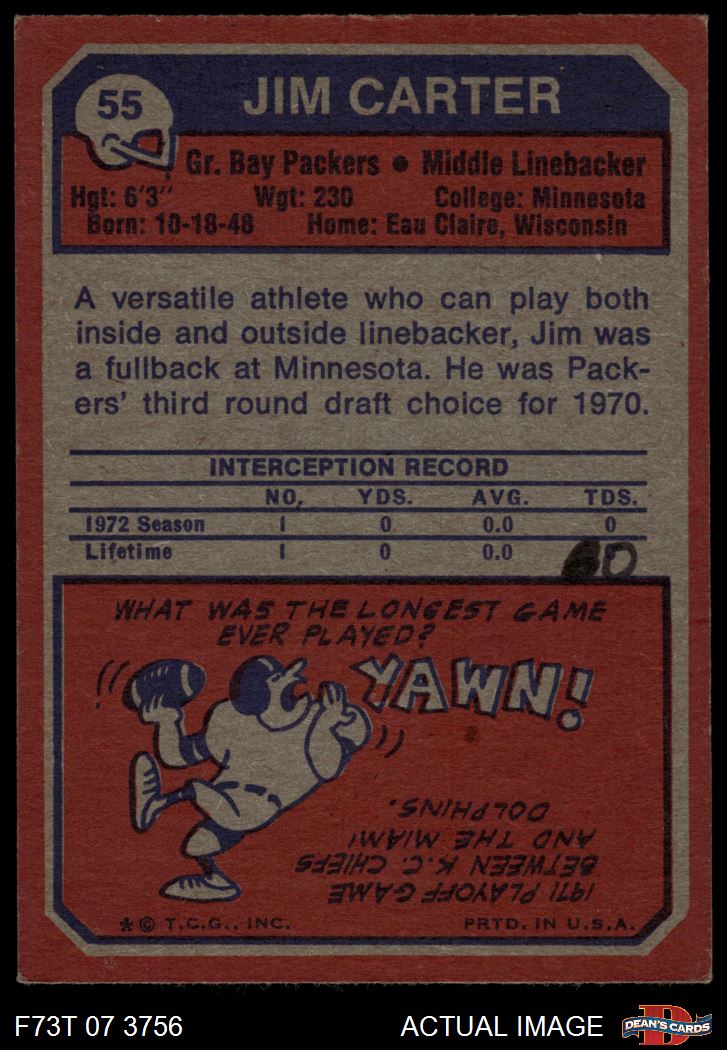 55
JIM CARTER
Gr. Bay Packers • Middle Linebacker
Hgt: 6'3" Wgt: 230 College: Minnesota
Born: 10-18-48 Home: Eau Claire, Wisconsin
A versatile athlete who can play both
inside and outside linebacker, Jim was
a fullback at Minnesota. He was Pack-
ers' third round draft choice for 1970.
INTERCEPTION RECORD
NO. YDS. AVG. TDS.
1972 Season 1 0 0.0 0
Lifetime 1 0 0.0
WHAT WAS THE LONGEST GAME
EVER PLAYED?
YAWN!
1971 PLAYOFF GAME
BETWEEN K.C. CHIEFS
AND THE MIAMI
DOLPHINS.
*© T.C.G., INC. PRTD. IN U.S.A.
F73T 07 3756 ACTUAL IMAGE
D
DEAN'S CARDS